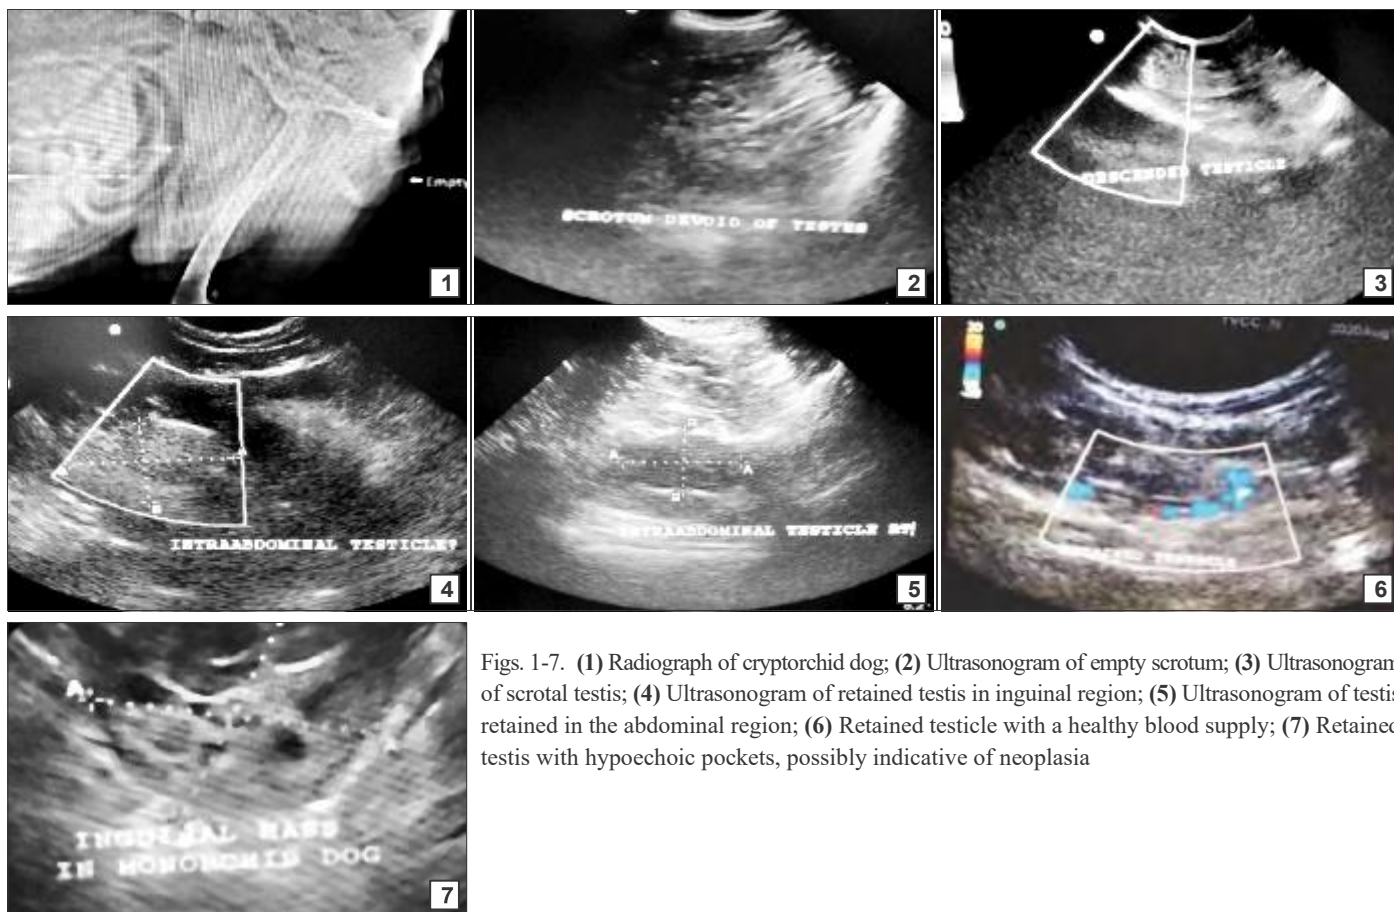 Empty
1
SCROTUM DEVOID OF TESTES
2
DESCENDED TESTICLE
3
A
B
INTRAABDOMINAL TESTICLE?
4
B
A A
B
INTRAABDOMINAL TESTICLE RT/
5
TVCC N
2020Aug
TESTICLE
6
A
INGUINAL MASS
IN MONORCHID DOG
7
Figs. 1-7. (1) Radiograph of cryptorchid dog; (2) Ultrasonogram of empty scrotum; (3) Ultrasonogram
of scrotal testis; (4) Ultrasonogram of retained testis in inguinal region; (5) Ultrasonogram of testis
retained in the abdominal region; (6) Retained testicle with a healthy blood supply; (7) Retained
testis with hypoechoic pockets, possibly indicative of neoplasia